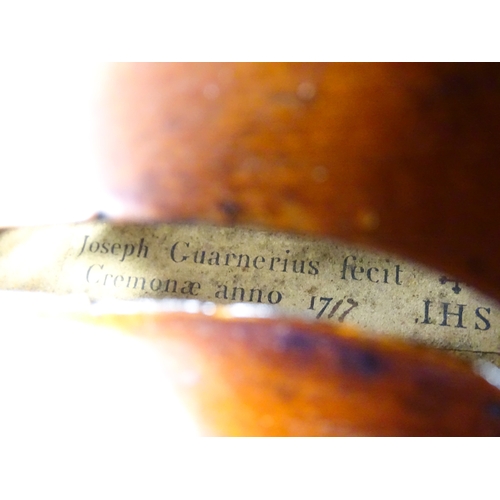 Joseph Guarnerius fecit ✠
Cremonæ anno 1717 IHS